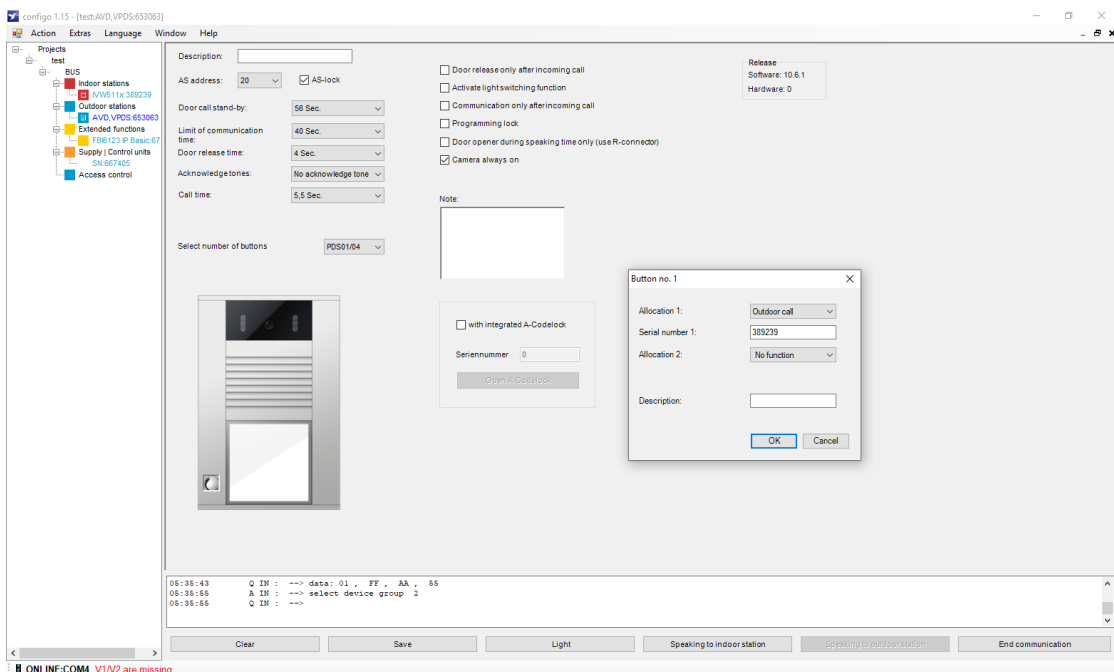 configo 1.15 - [test:AVD,VPDS:653063]
Action Extras Language Window Help
Projects
test
BUS
Indoor stations
IVW511x:389239
Outdoor stations
AVD,VPDS:653063
Extended functions
FBI6123 IP Basic:67
Supply | Control units
SN:667405
Access control
Description:
AS address: 20 AS-lock
Door call stand-by: 56 Sec.
Limit of communication
time: 40 Sec.
Door release time: 4 Sec.
Acknowledge tones: No acknowledge tone
Call time: 5,5 Sec.
Select number of buttons PDS01/04
Door release only after incoming call
Activate light switching function
Communication only after incoming call
Programming lock
Door opener during speaking time only (use R-connector)
Camera always on
Note:
Release
Software: 10.6.1
Hardware: 0
with integrated A-Codelock
Seriennummer 0
Open A-Codelock
Button no. 1
Allocation 1: Outdoor call
Serial number 1: 389239
Allocation 2: No function
Description:
OK Cancel
05:35:43 Q IN : --> data: 01 , FF , AA , 55
05:35:55 A IN : --> select device group 2
05:35:55 Q IN : -->
Clear Save Light Speaking to indoor station Speaking to outdoor station End communication
ONLINE:COM4 V1/V2 are missing